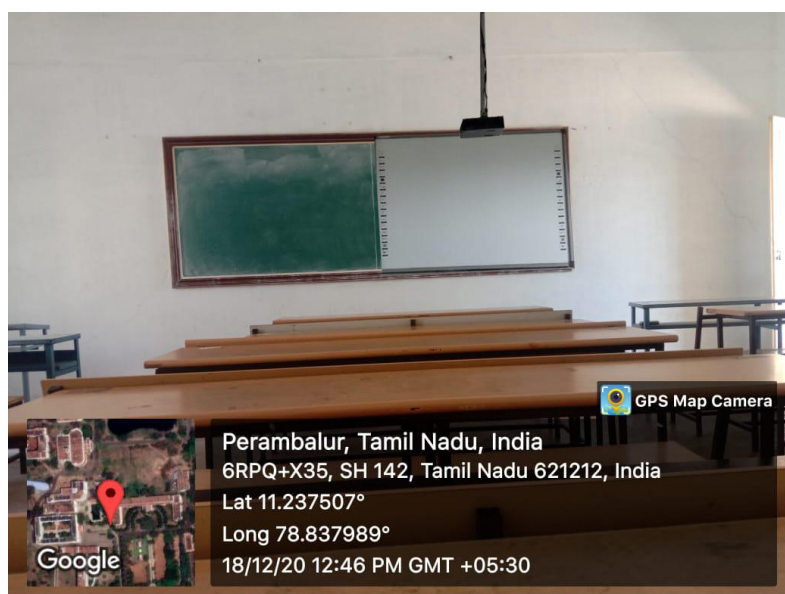 GPS Map Camera
Perambalur, Tamil Nadu, India
6RPQ+X35, SH 142, Tamil Nadu 621212, India
Lat 11.237507°
Long 78.837989°
18/12/20 12:46 PM GMT +05:30
Google